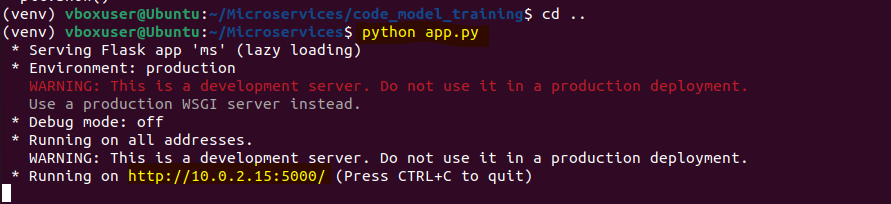 (venv) vboxuser@Ubuntu:~/Microservices/code_model_training$ cd ..
(venv) vboxuser@Ubuntu:~/Microservices$ python app.py
* Serving Flask app 'ms' (lazy loading)
* Environment: production
WARNING: This is a development server. Do not use it in a production deployment.
Use a production WSGI server instead.
* Debug mode: off
* Running on all addresses.
WARNING: This is a development server. Do not use it in a production deployment.
* Running on http://10.0.2.15:5000/ (Press CTRL+C to quit)